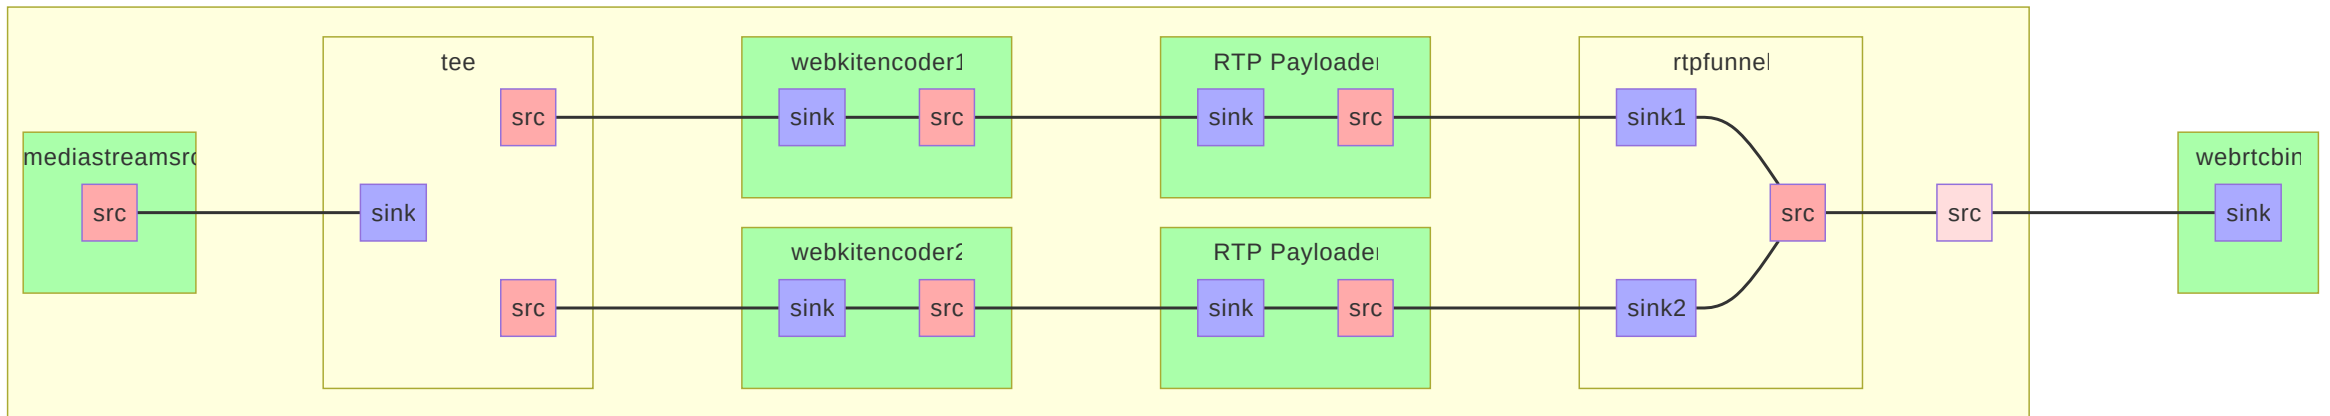 tee
webkitencoder1
RTP Payloader
rtpfunnel
src
sink
src
sink
src
sink1
mediastreamsrc
webrtcbin
src
sink
src
src
sink
webkitencoder2
RTP Payloader
src
sink
src
sink
src
sink2